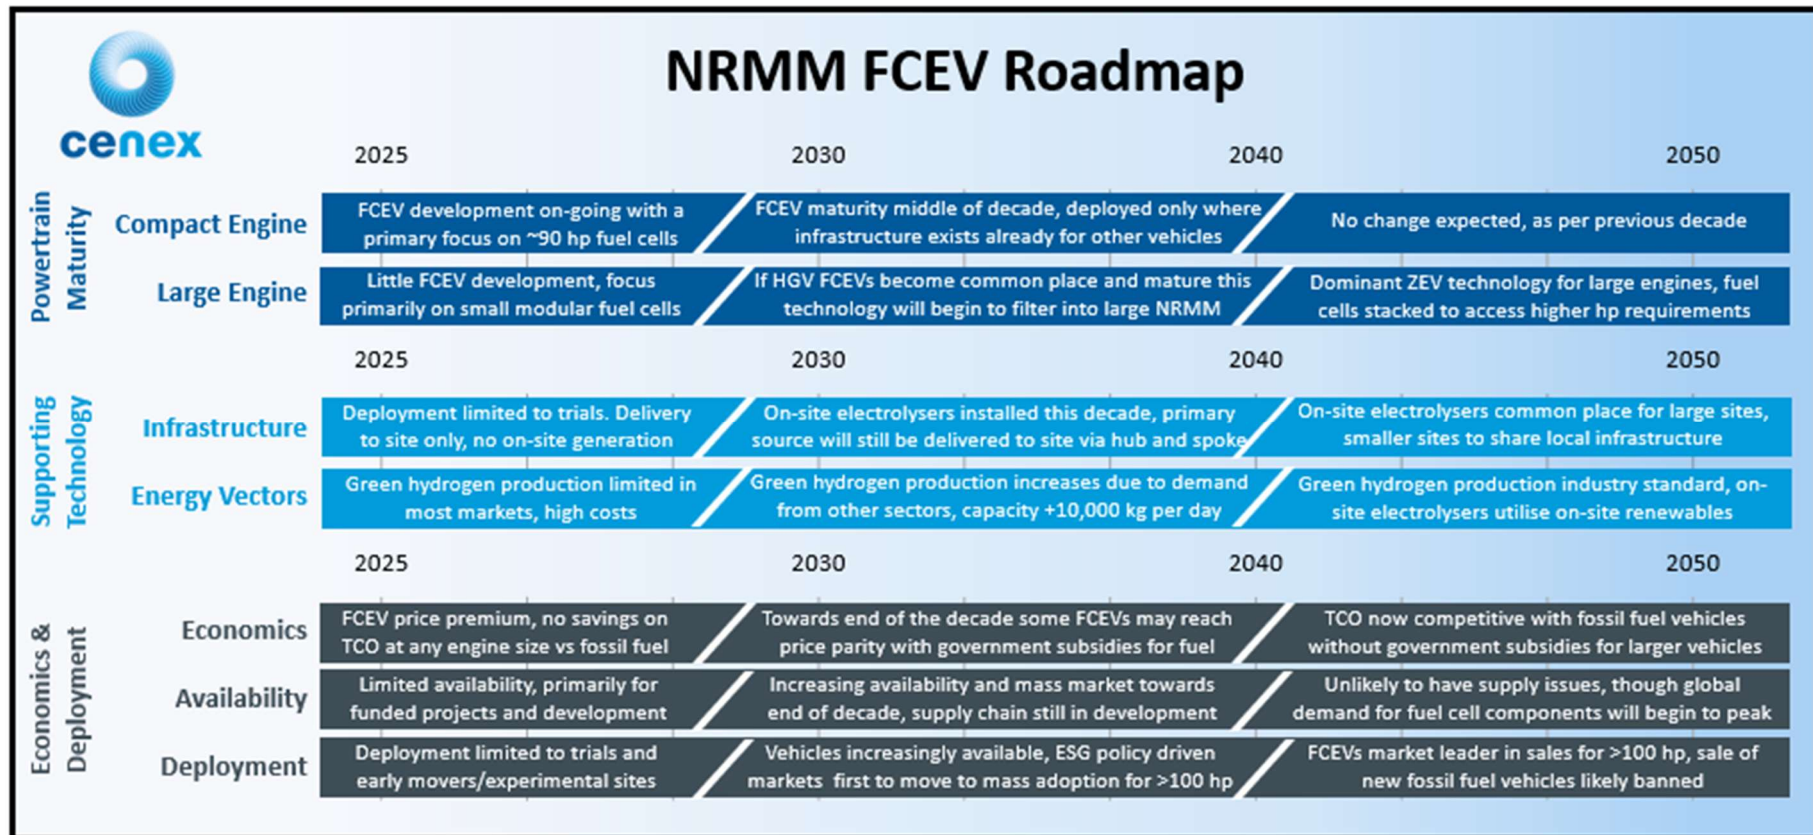 NRMM FCEV Roadmap
cenex
2025
2030
2040
2050
Powertrain
Maturity
Compact Engine
FCEV development on-going with a
primary focus on ~90 hp fuel cells
FCEV maturity middle of decade, deployed only where
infrastructure exists already for other vehicles
No change expected, as per previous decade
Large Engine
Little FCEV development, focus
primarily on small modular fuel cells
If HGV FCEVs become common place and mature this
technology will begin to filter into large NRMM
Dominant ZEV technology for large engines, fuel
cells stacked to access higher hp requirements
2025
2030
2040
2050
Supporting
Technology
Infrastructure
Deployment limited to trials. Delivery
to site only, no on-site generation
On-site electrolysers installed this decade, primary
source will still be delivered to site via hub and spoke
On-site electrolysers common place for large sites,
smaller sites to share local infrastructure
Energy Vectors
Green hydrogen production limited in
most markets, high costs
Green hydrogen production increases due to demand
from other sectors, capacity +10,000 kg per day
Green hydrogen production industry standard, on-
site electrolysers utilise on-site renewables
2025
2030
2040
2050
Economics &
Deployment
Economics
FCEV price premium, no savings on
TCO at any engine size vs fossil fuel
Towards end of the decade some FCEVs may reach
price parity with government subsidies for fuel
TCO now competitive with fossil fuel vehicles
without government subsidies for larger vehicles
Availability
Limited availability, primarily for
funded projects and development
Increasing availability and mass market towards
end of decade, supply chain still in development
Unlikely to have supply issues, though global
demand for fuel cell components will begin to peak
Deployment
Deployment limited to trials and
early movers/experimental sites
Vehicles increasingly available, ESG policy driven
markets first to move to mass adoption for >100 hp
FCEVs market leader in sales for >100 hp, sale of
new fossil fuel vehicles likely banned